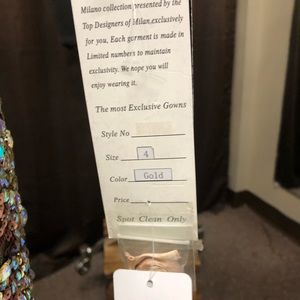 Milano collection presented by the
Top Designers of Milan,exclusively
for you, Each garment is made in
Limited numbers to maintain
exclusivity. We hope you will
enjoy wearing it.
The most Exclusive Gowns
Style No
Size 4
Color Gold
Price
Spot Clean Only